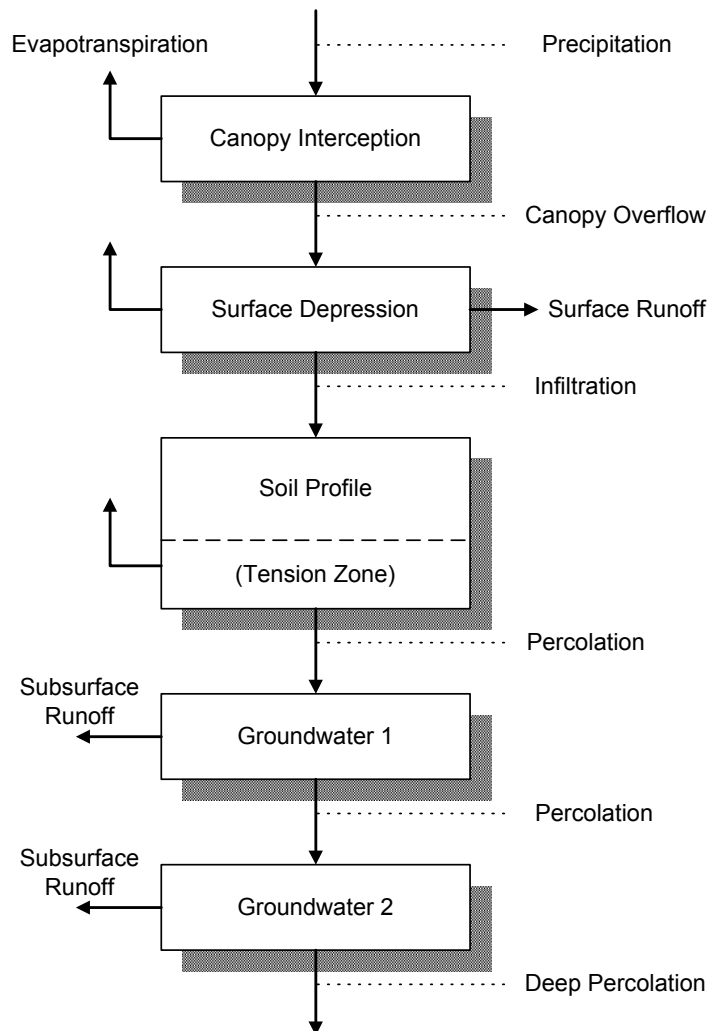 Evapotranspiration
Precipitation
Canopy Interception
Canopy Overflow
Surface Depression
Surface Runoff
Infiltration
Soil Profile
(Tension Zone)
Percolation
Subsurface
Runoff
Groundwater 1
Percolation
Subsurface
Runoff
Groundwater 2
Deep Percolation